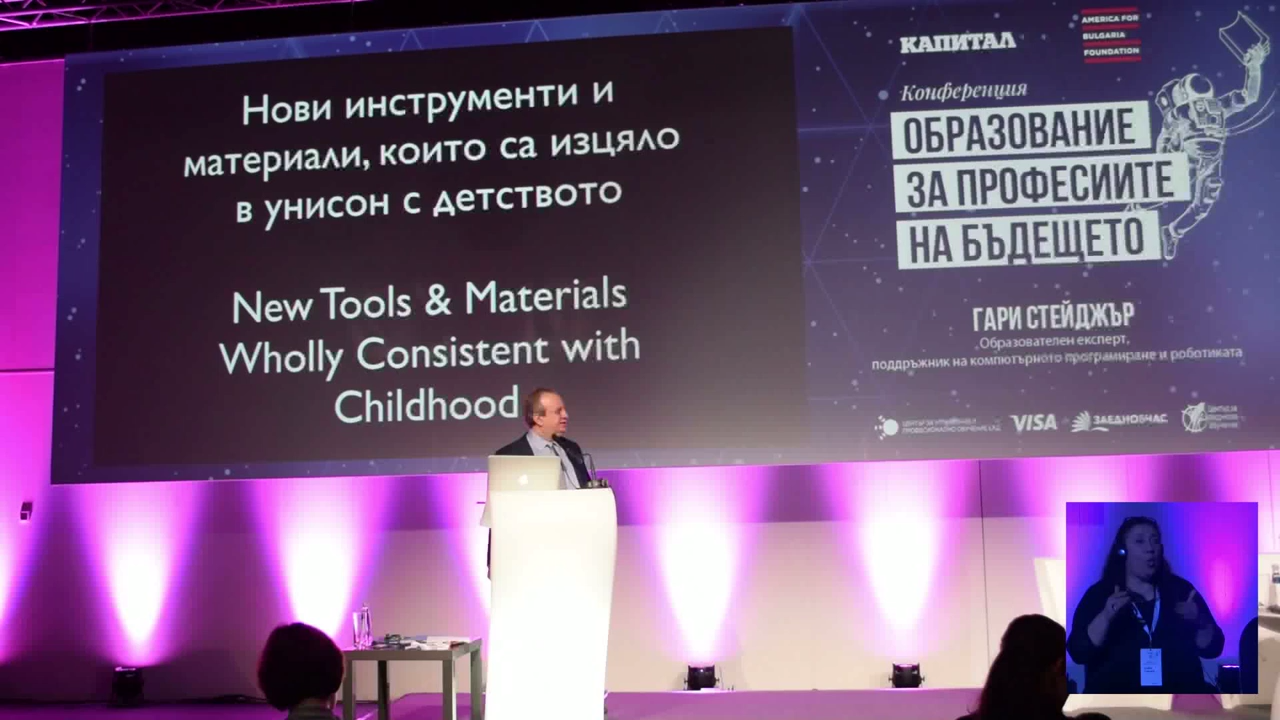 Нови инструменти и
материали, които са изцяло
в унисон с детството
New Tools & Materials
Wholly Consistent with
Childhood
КАПИТАЛ
AMERICA FOR
BULGARIA
FOUNDATION
Конференция
ОБРАЗОВАНИЕ
ЗА ПРОФЕСИИТЕ
НА БЪДЕЩЕТО
ГАРИ СТЕЙДЖЪР
Образователен експерт,
поддръжник на компютърното програмиране и роботиката
VISA
ЗАЕДНОВЧАС